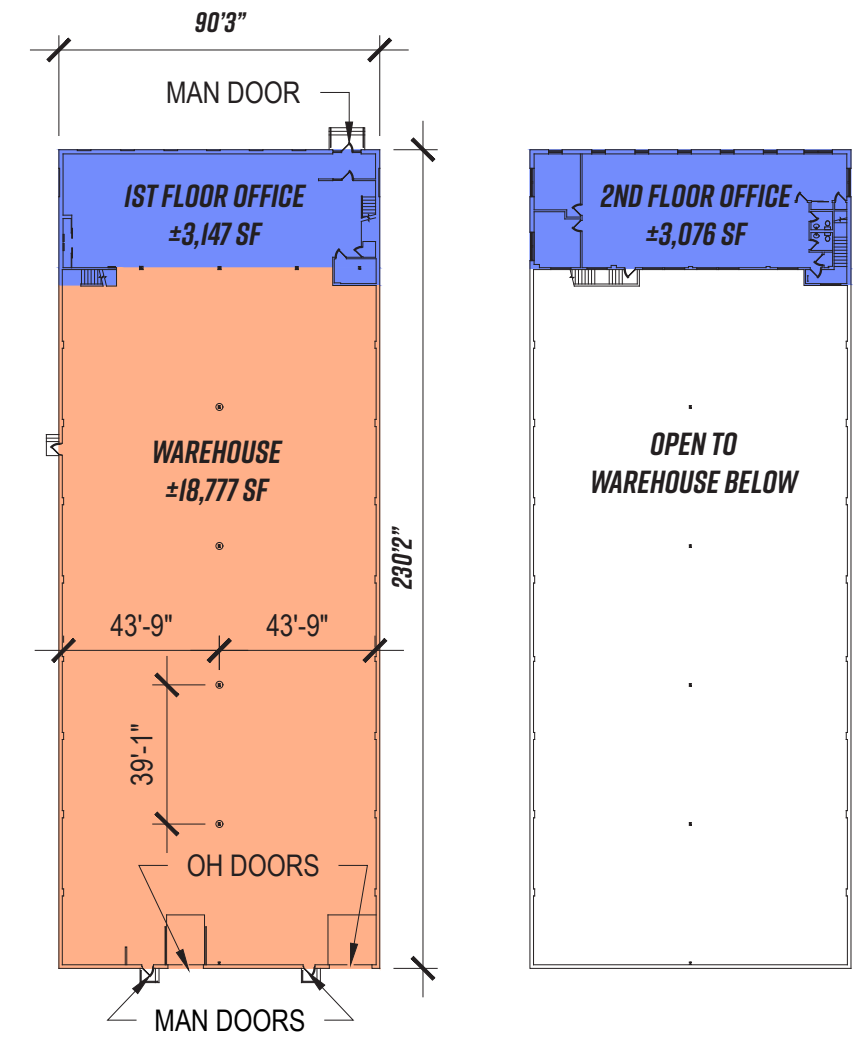 90'3"
MAN DOOR
1ST FLOOR OFFICE
±3,147 SF
2ND FLOOR OFFICE
±3,076 SF
WAREHOUSE
±18,777 SF
OPEN TO
WAREHOUSE BELOW
230'2"
43'-9"
43'-9"
39'-1"
OH DOORS
MAN DOORS